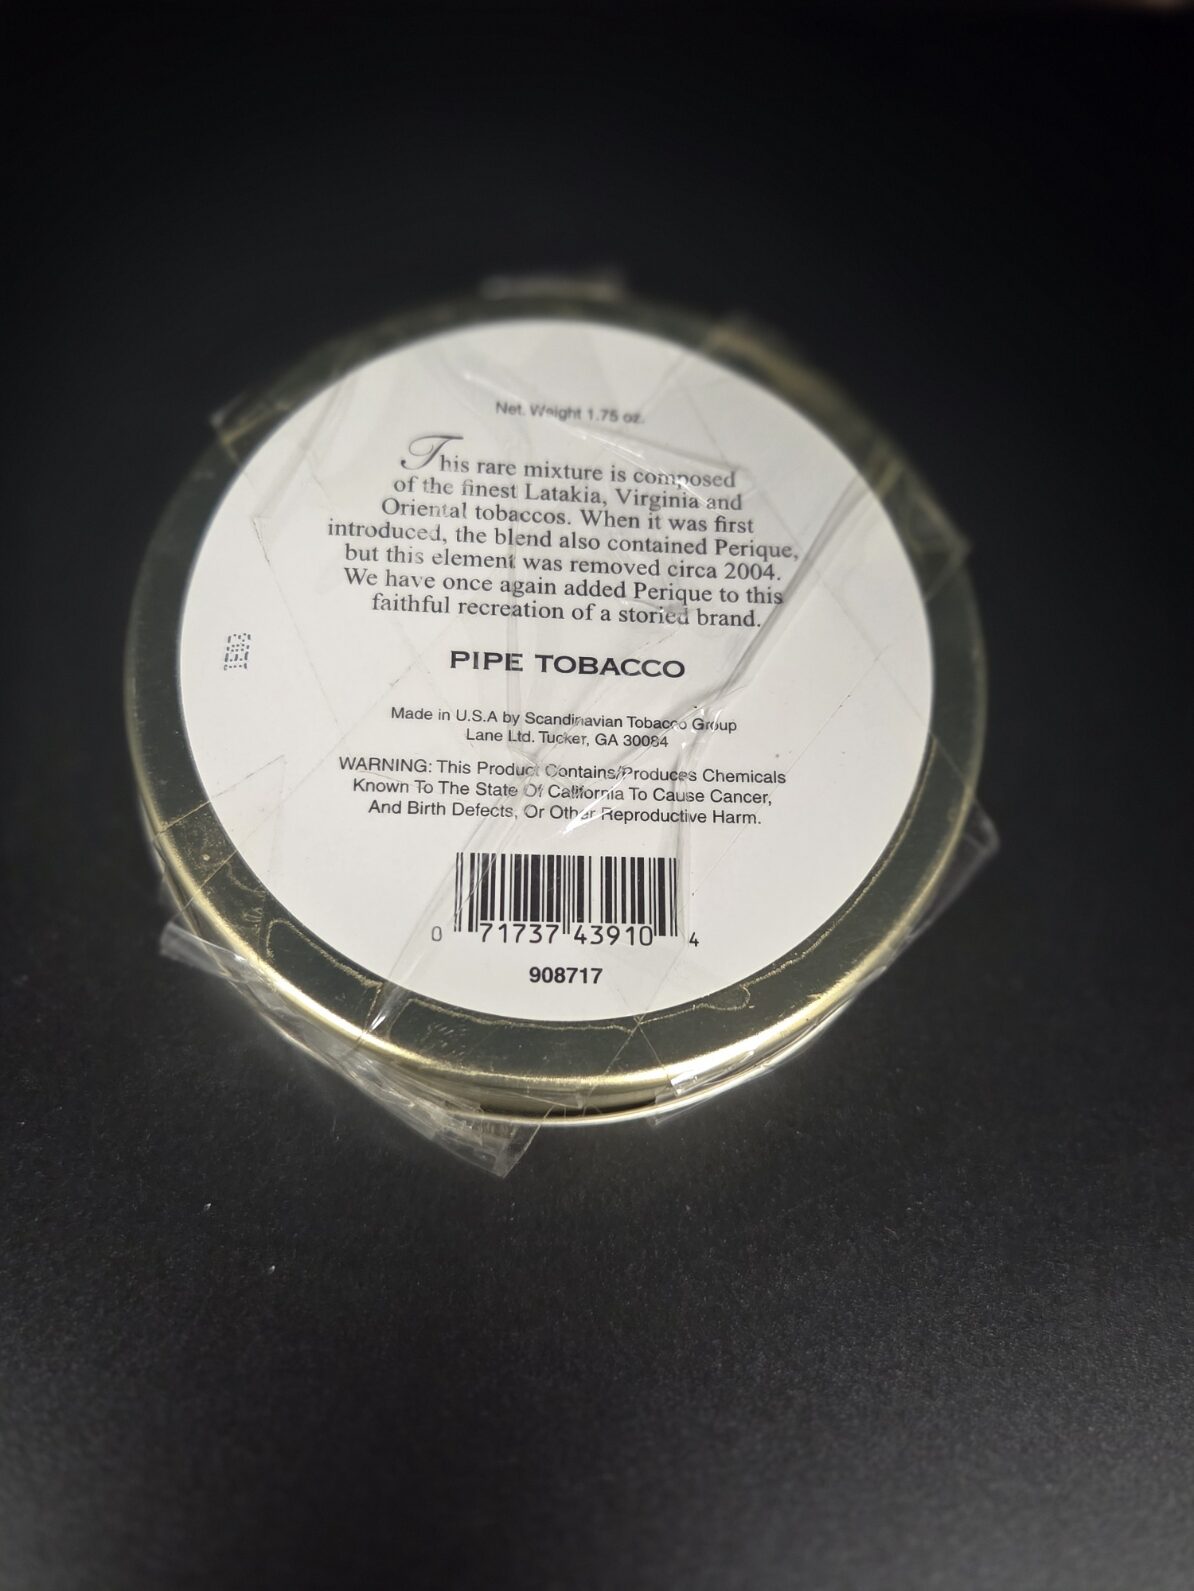 Net. Weight 1.75 oz.
This rare mixture is composed
of the finest Latakia, Virginia and
Oriental tobaccos. When it was first
introduced, the blend also contained Perique,
but this element was removed circa 2004.
We have once again added Perique to this
faithful recreation of a storied brand.
PIPE TOBACCO
Made in U.S.A by Scandinavian Tobacco Group
Lane Ltd. Tucker, GA 30084
WARNING: This Product Contains/Produces Chemicals
Known To The State Of California To Cause Cancer,
And Birth Defects, Or Other Reproductive Harm.
0 71737 43910 4
908717